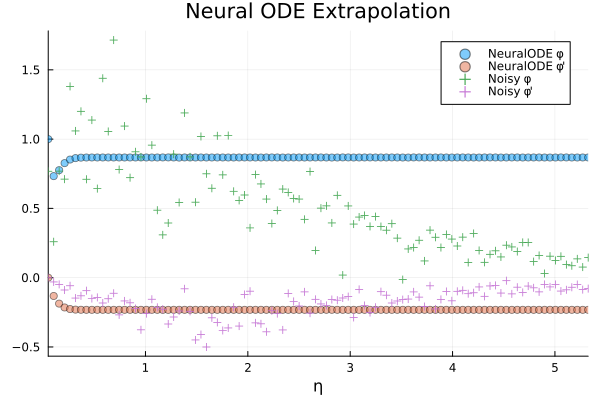 Neural ODE Extrapolation
NeuralODE φ
NeuralODE φ'
Noisy φ
Noisy φ'
1.5
1.0
0.5
0.0
−0.5
1 2 3 4 5
η